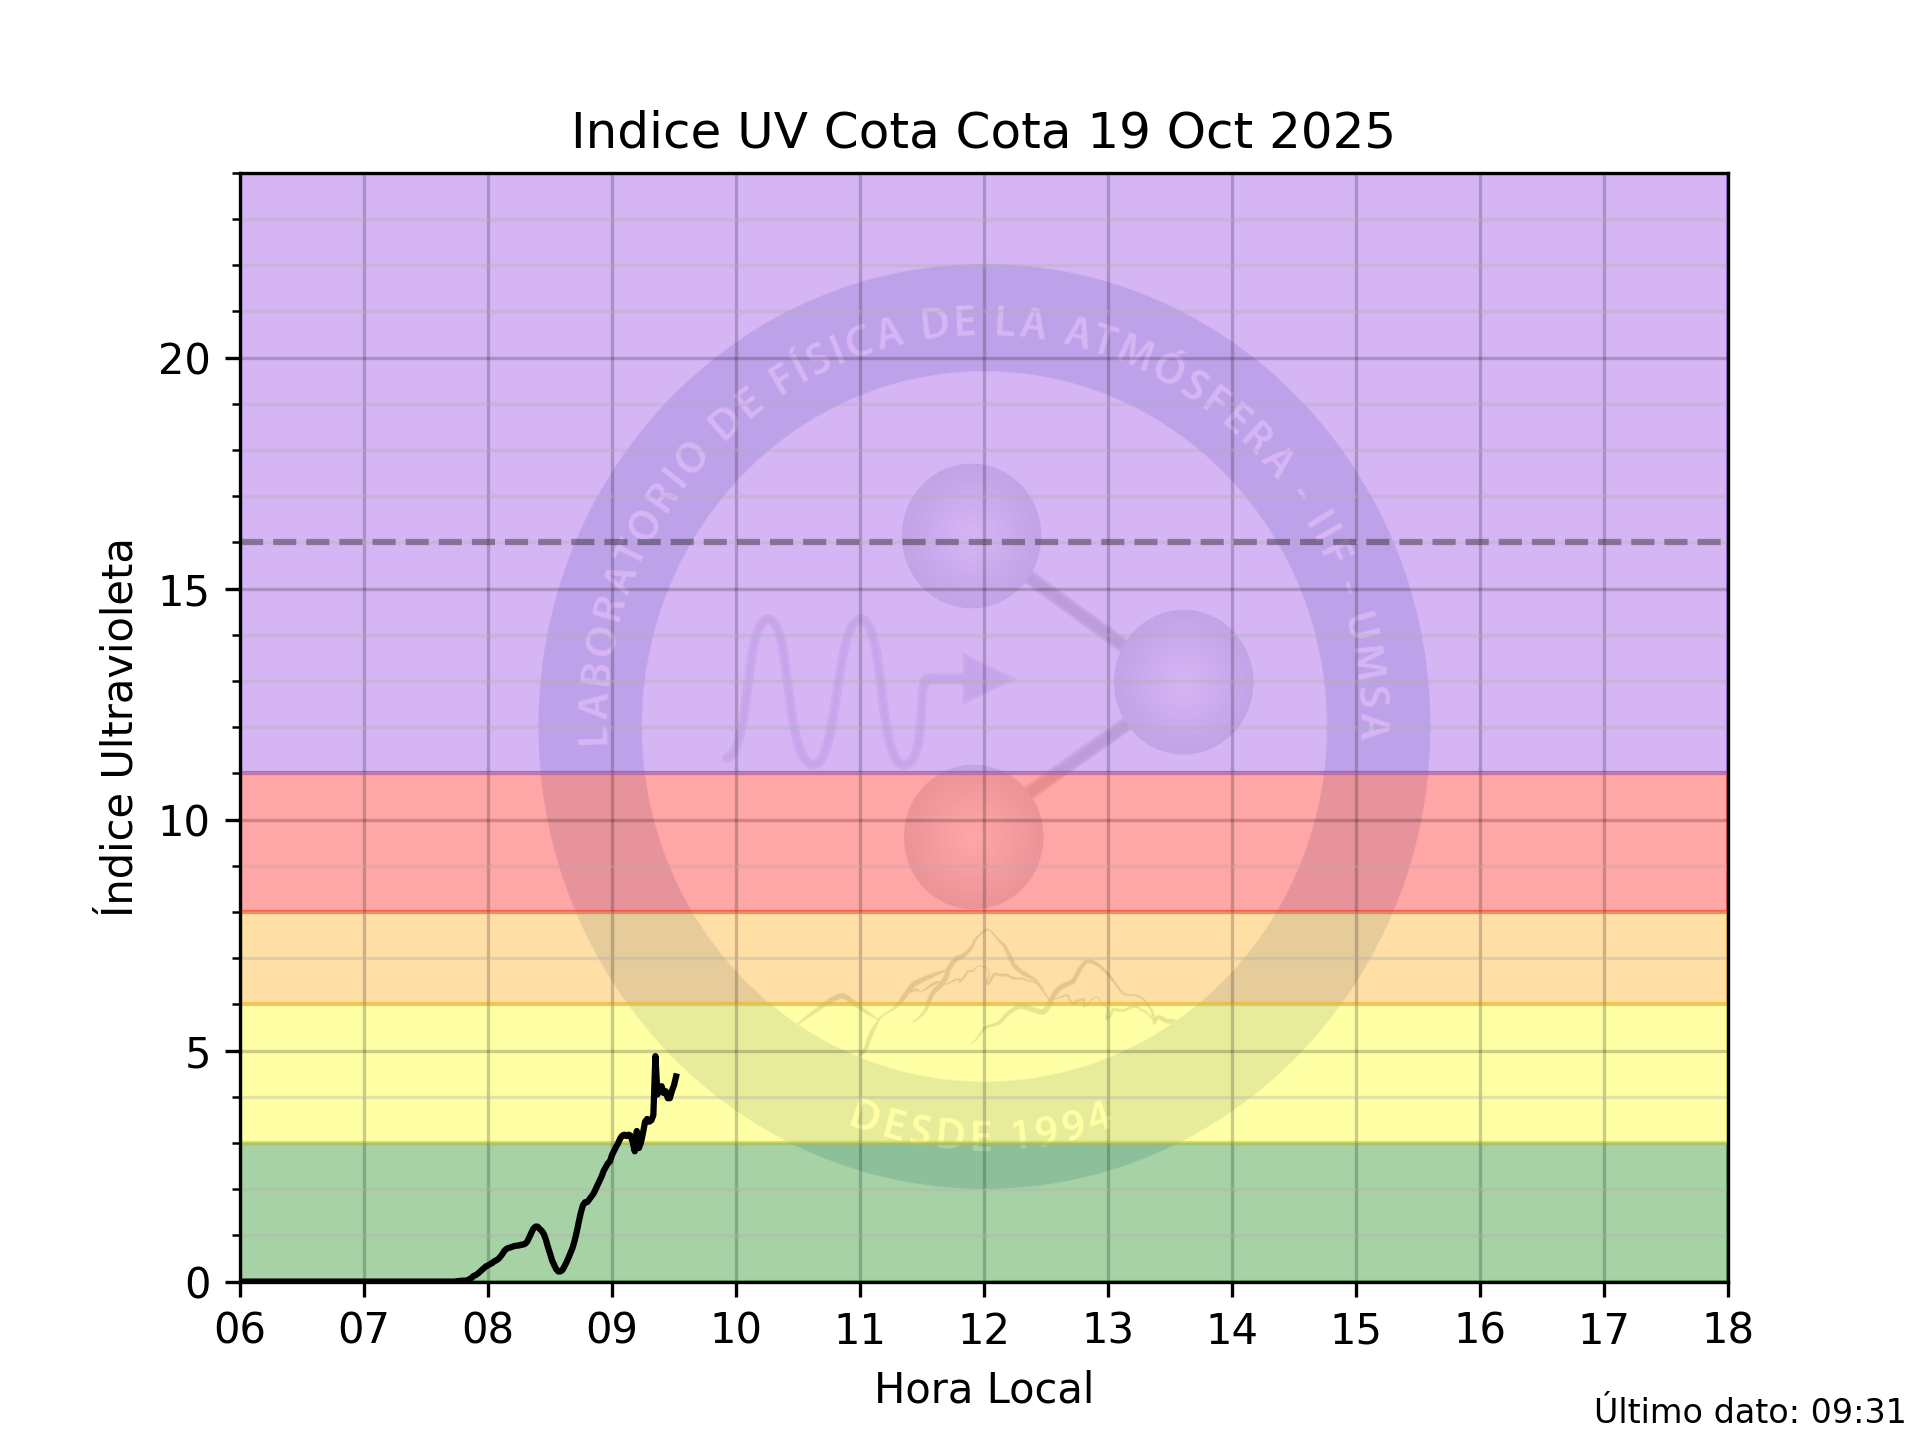 Indice UV Cota Cota 19 Oct 2025
LABORATORIO DE FÍSICA DE LA ATMÓSFERA - IIF - UMSA
DESDE 1994
Índice Ultravioleta
20
15
10
5
0
06 07 08 09 10 11 12 13 14 15 16 17 18
Hora Local
Último dato: 09:31